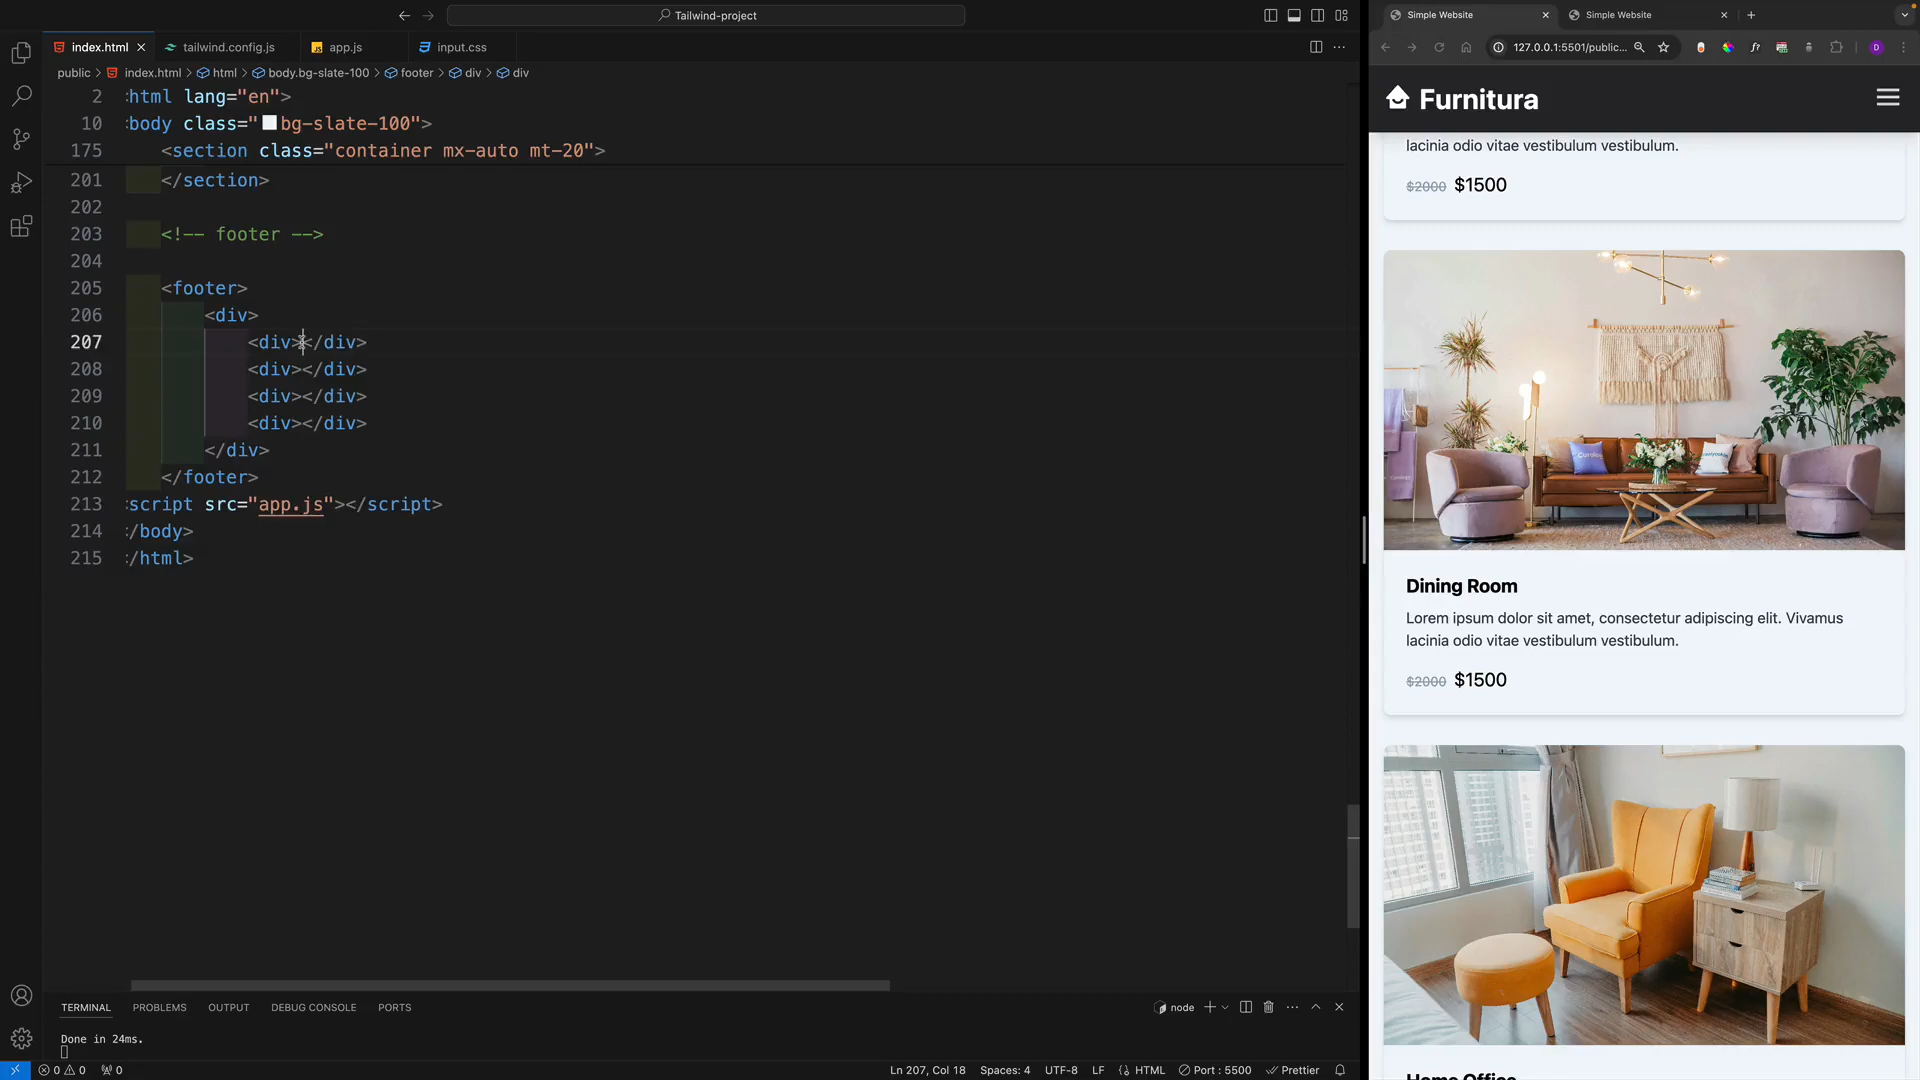 Tailwind-project
index.html
tailwind.config.js
app.js
input.css
public > index.html > html > body.bg-slate-100 > footer > div > div
2 html lang="en">
10 body class="bg-slate-100">
175 <section class="container mx-auto mt-20">
201 </section>
202
203 <!-- footer -->
204
205 <footer>
206 <div>
207 <div></div>
208 <div></div>
209 <div></div>
210 <div></div>
211 </div>
212 </footer>
213 script src="app.js"></script>
214 /body>
215 /html>
TERMINAL PROBLEMS OUTPUT DEBUG CONSOLE PORTS
node
Done in 24ms.
0 0 0
Ln 207, Col 18 Spaces: 4 UTF-8 LF {} HTML Port : 5500 Prettier
Simple Website
Simple Website
127.0.0.1:5501/public...
D
Furnitura
lacinia odio vitae vestibulum vestibulum.
$2000 $1500
Dining Room
Lorem ipsum dolor sit amet, consectetur adipiscing elit. Vivamus
lacinia odio vitae vestibulum vestibulum.
$2000 $1500
Home Office